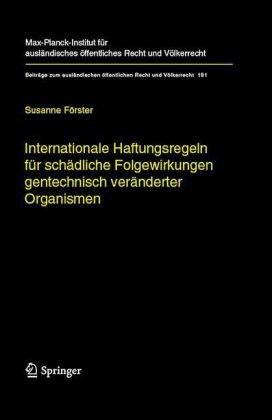 Max-Planck-Institut für
ausländisches öffentliches Recht und Völkerrecht
Beiträge zum ausländischen öffentlichen Recht und Völkerrecht 181
Susanne Förster
Internationale Haftungsregeln
für schädliche Folgewirkungen
gentechnisch veränderter
Organismen
Springer